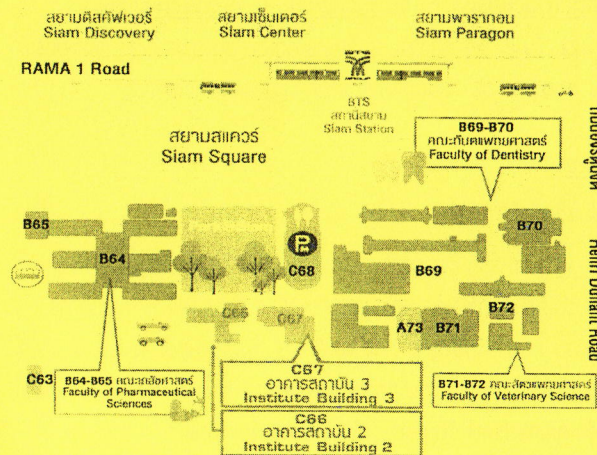 สยามดิสคัฟเวอรี่
Siam Discovery
สยามเซ็นเตอร์
Siam Center
สยามพารากอน
Siam Paragon
RAMA 1 Road
BTS
สถานีสยาม
Siam Station
สยามสแควร์
Siam Square
B69-B70
คณะทันตแพทยศาสตร์
Faculty of Dentistry
B65
B64
P
C68
B69
B70
B72
C66
C67
A73
B71
C63
B64-B65 คณะเภสัชศาสตร์
Faculty of Pharmaceutical
Sciences
C67
อาคารสถาบัน 3
Institute Building 3
C66
อาคารสถาบัน 2
Institute Building 2
B71-B72 คณะสัตวแพทยศาสตร์
Faculty of Veterinary Science